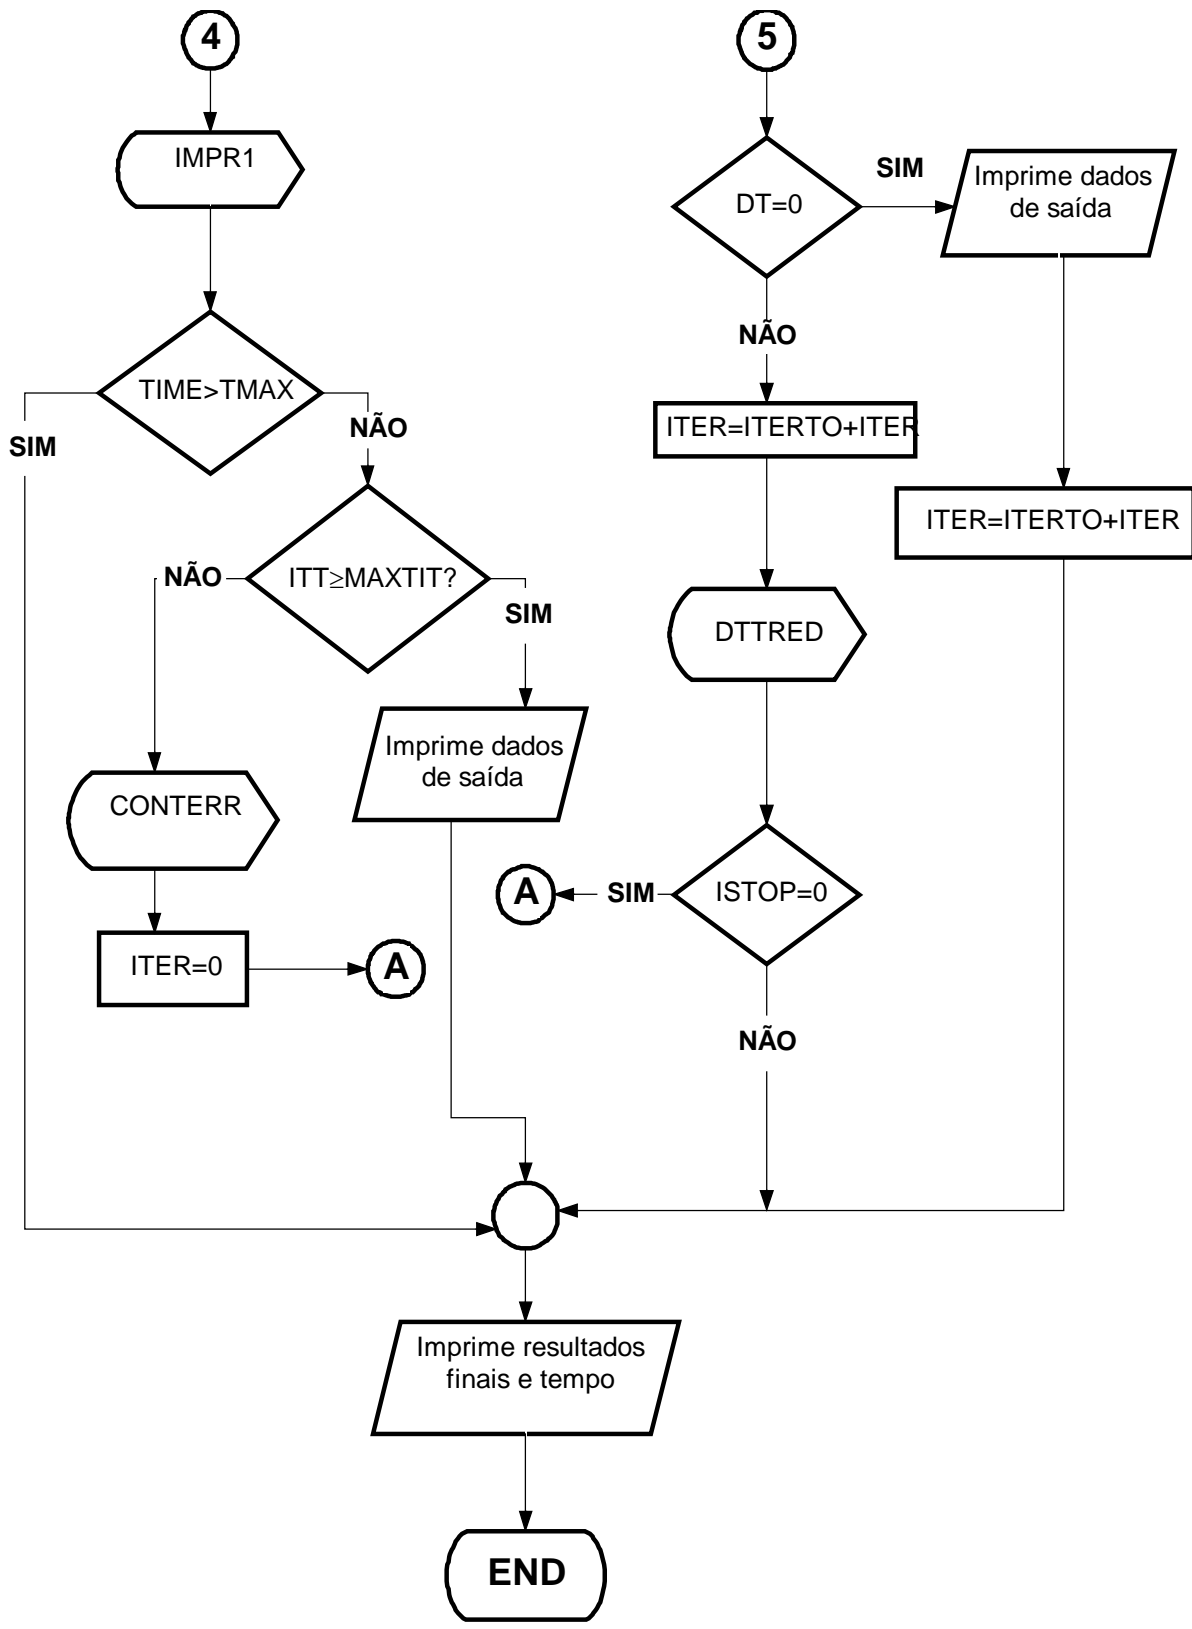 4
IMPR1
TIME>TMAX
SIM
NÃO
ITT≥MAXTIT?
NÃO
SIM
CONTERR
Imprime dados
de saída
ITER=0
A
5
DT=0
SIM
Imprime dados
de saída
NÃO
ITER=ITERTO+ITER
ITER=ITERTO+ITER
DTTRED
ISTOP=0
SIM
A
NÃO
Imprime resultados
finais e tempo
END